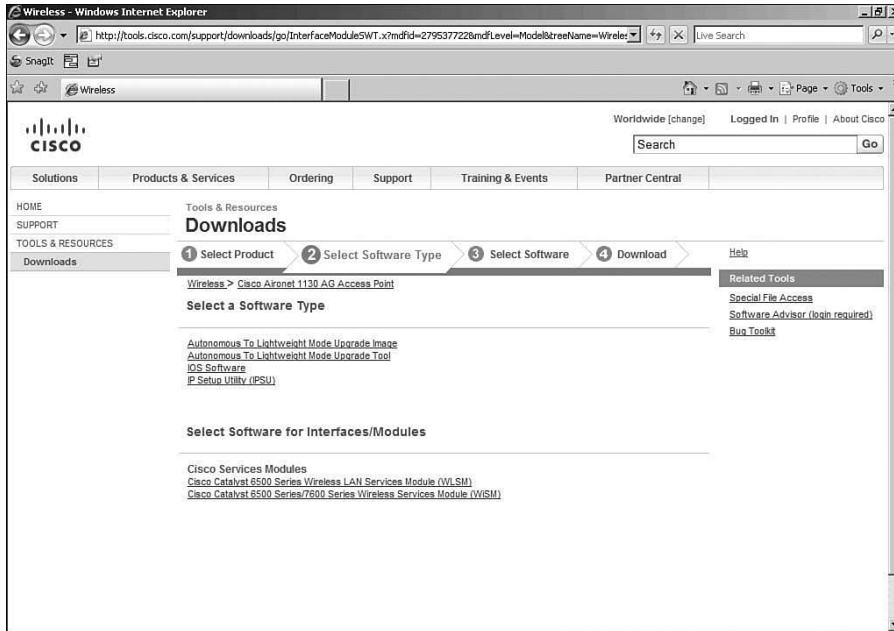 Wireless - Windows Internet Explorer
http://tools.cisco.com/support/downloads/go/InterfaceModuleSWT.x?mdfid=279537722&mdfLevel=Model&treeName=Wireles
Live Search
SnagIt
Wireless
Page
Tools
Worldwide [change] Logged In | Profile | About Cisco
CISCO
Search Go
Solutions Products & Services Ordering Support Training & Events Partner Central
HOME
SUPPORT
TOOLS & RESOURCES
Downloads
Tools & Resources
Downloads
1 Select Product 2 Select Software Type 3 Select Software 4 Download
Wireless > Cisco Aironet 1130 AG Access Point
Select a Software Type
Autonomous To Lightweight Mode Upgrade Image
Autonomous To Lightweight Mode Upgrade Tool
IOS Software
IP Setup Utility (IPSU)
Select Software for Interfaces/Modules
Cisco Services Modules
Cisco Catalyst 6500 Series Wireless LAN Services Module (WLSM)
Cisco Catalyst 6500 Series/7600 Series Wireless Services Module (WiSM)
Help
Related Tools
Special File Access
Software Advisor (login required)
Bug Toolkit